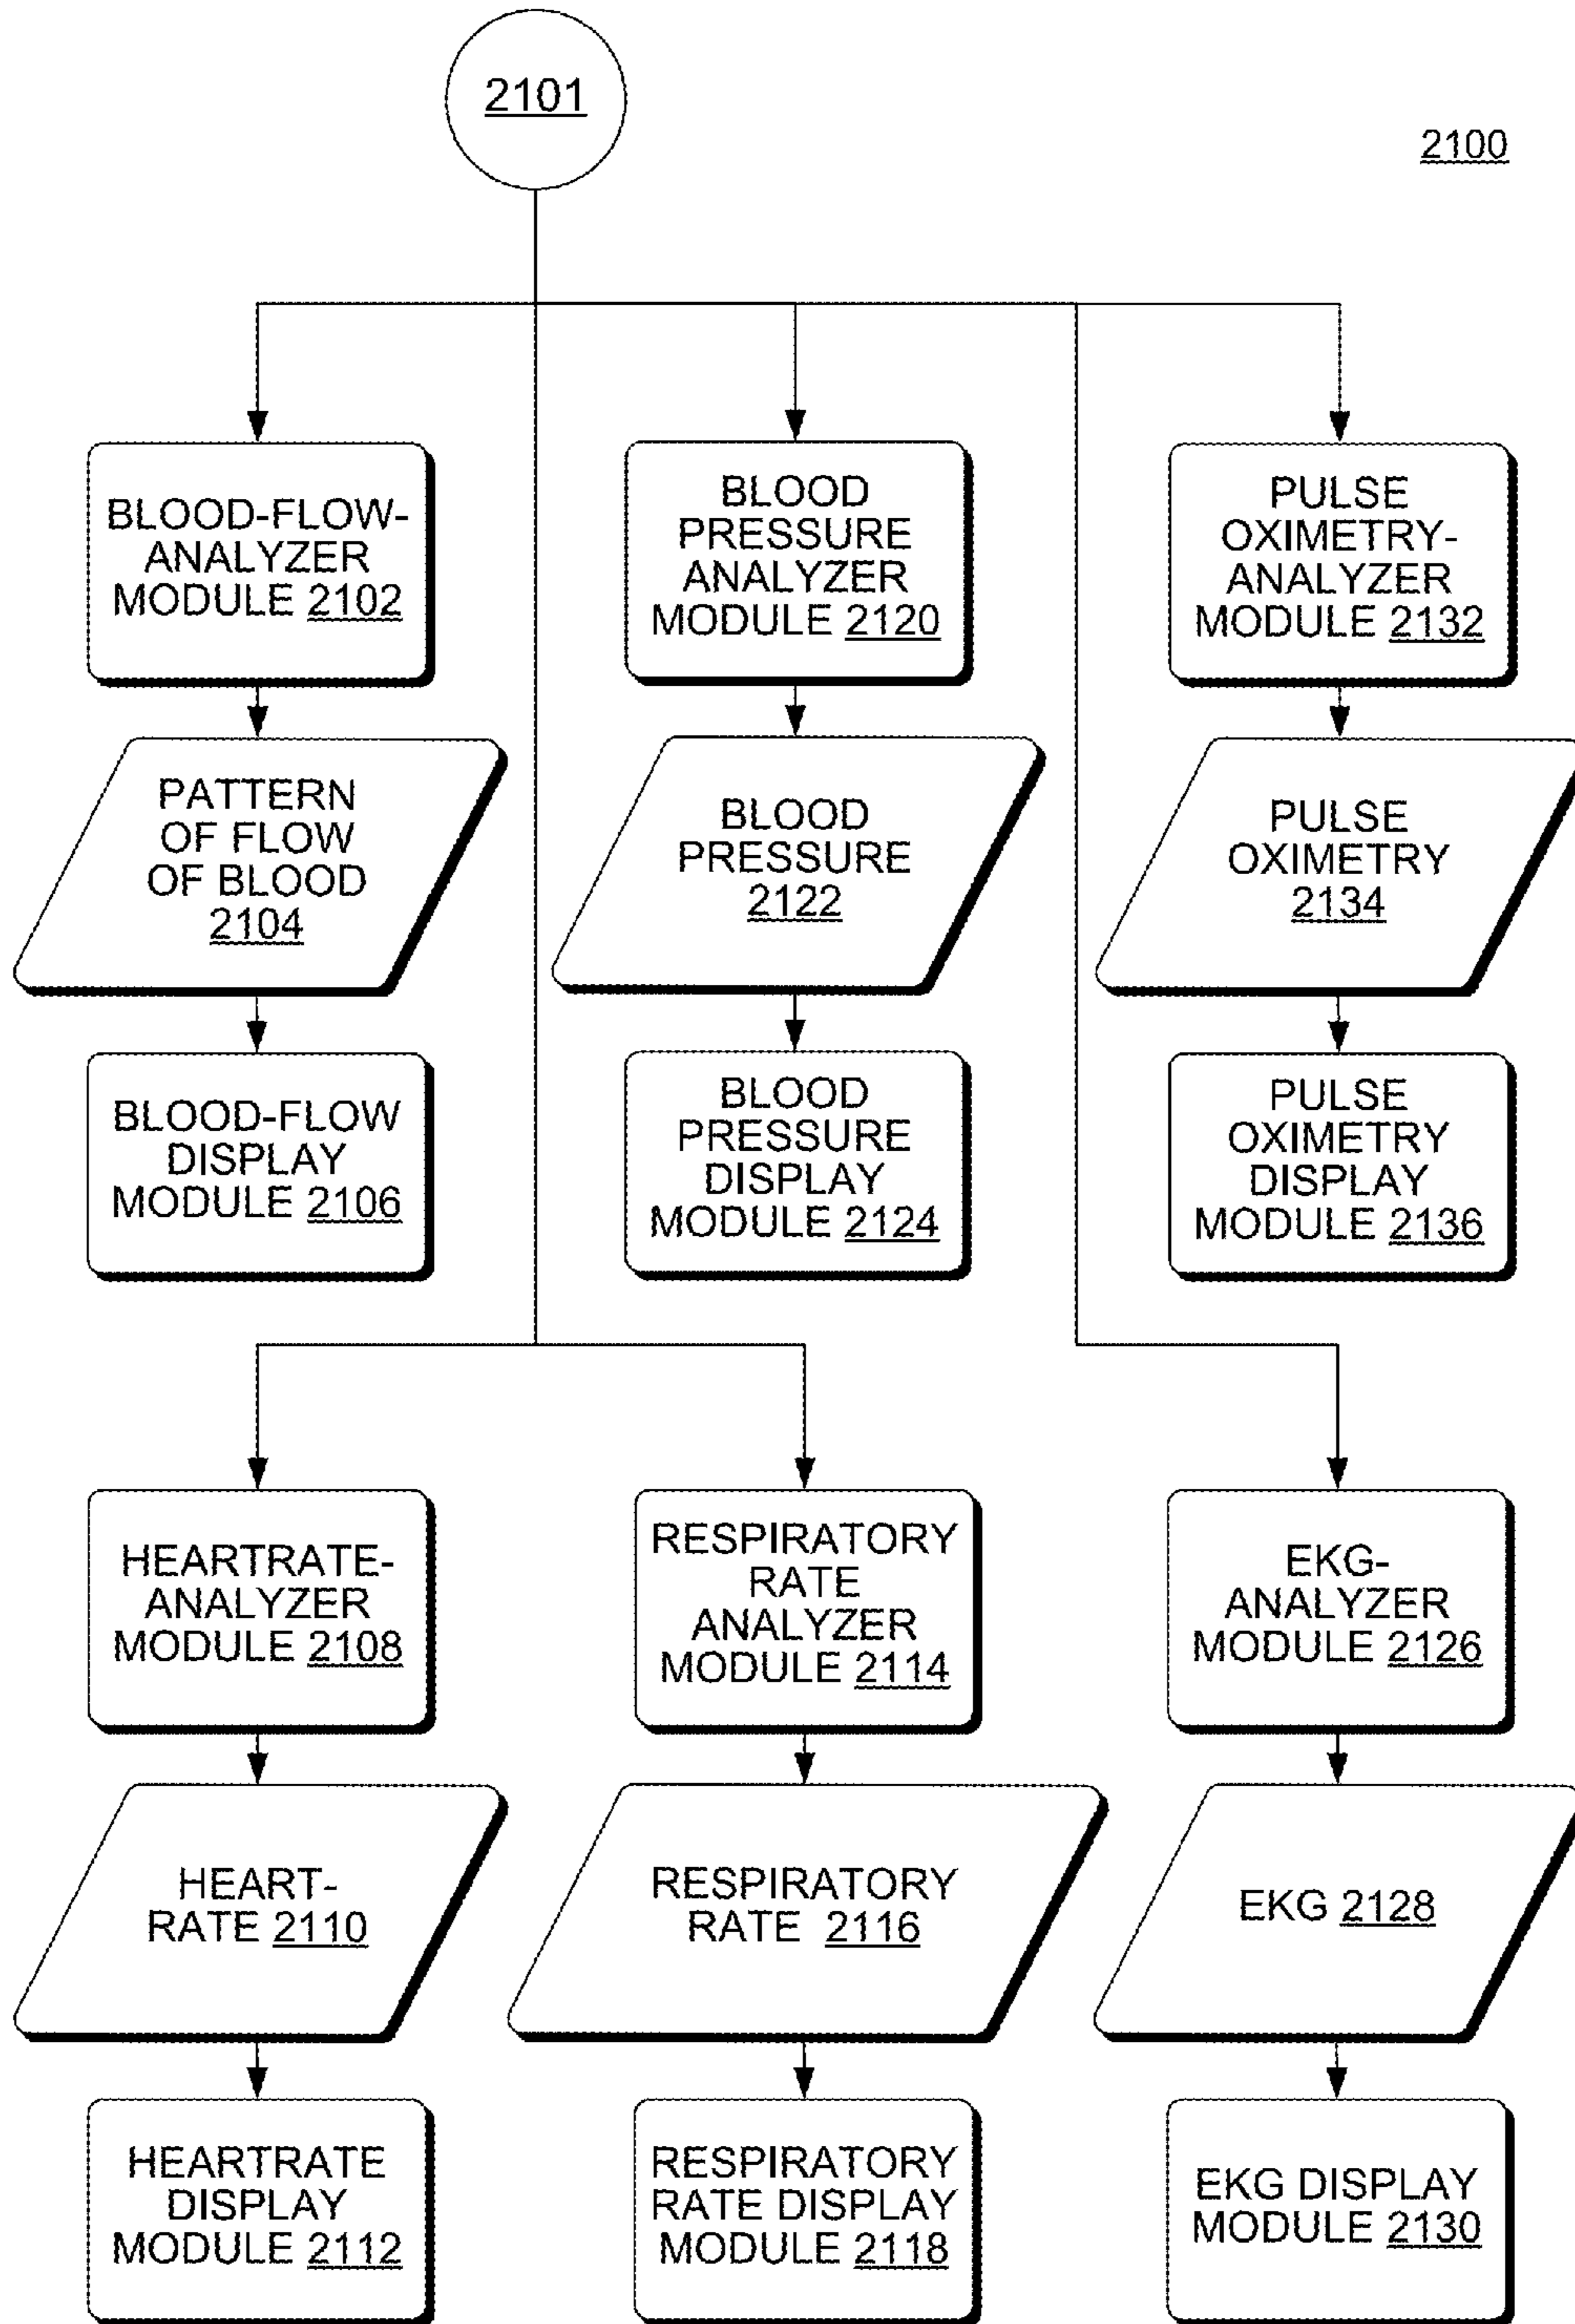 2101
2100
BLOOD-FLOW-
ANALYZER
MODULE 2102
BLOOD
PRESSURE
ANALYZER
MODULE 2120
PULSE
OXIMETRY-
ANALYZER
MODULE 2132
PATTERN
OF FLOW
OF BLOOD
2104
BLOOD
PRESSURE
2122
PULSE
OXIMETRY
2134
BLOOD-FLOW
DISPLAY
MODULE 2106
BLOOD
PRESSURE
DISPLAY
MODULE 2124
PULSE
OXIMETRY
DISPLAY
MODULE 2136
HEARTRATE-
ANALYZER
MODULE 2108
RESPIRATORY
RATE
ANALYZER
MODULE 2114
EKG-
ANALYZER
MODULE 2126
HEART-
RATE 2110
RESPIRATORY
RATE 2116
EKG 2128
HEARTRATE
DISPLAY
MODULE 2112
RESPIRATORY
RATE DISPLAY
MODULE 2118
EKG DISPLAY
MODULE 2130